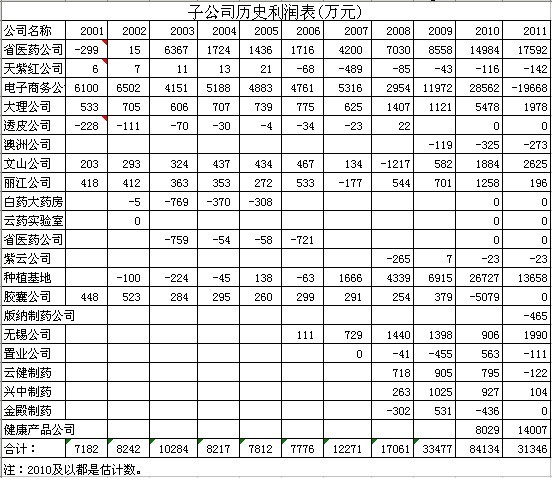 子公司历史利润表(万元)
公司名称 2001 2002 2003 2004 2005 2006 2007 2008 2009 2010 2011
省医药公司 -299 15 6367 1724 1436 1716 4200 7030 8558 14984 17592
天紫红公司 6 7 11 13 21 -68 -489 -85 -43 -116 -142
电子商务公 6100 6502 4151 5188 4883 4761 5316 2954 11972 28562 -19668
大理公司 533 705 606 707 739 775 625 1407 1121 5478 1978
透皮公司 -228 -111 -70 -30 -4 -34 -23 22 0 0
澳洲公司 -119 -325 -273
文山公司 203 293 324 437 434 467 134 -1217 582 1884 2625
丽江公司 418 412 363 353 272 533 -177 544 701 1258 196
白药大药房 -5 -769 -370 -308 0 0
云药实验室 0 0 0
省医药公司 -759 -54 -58 -721 0 0
紫云公司 -265 7 -23 -23
种植基地 -100 -224 -45 138 -63 1666 4339 6915 26727 13658
胶囊公司 448 523 284 295 260 299 291 254 379 -5079 0
版纳制药公司 -465
无锡公司 111 729 1440 1398 906 1990
置业公司 0 -41 -455 563 -111
云健制药 718 905 795 -122
兴中制药 263 1025 927 104
金殿制药 -302 531 -436 0
健康产品公司 8029 14007
合计： 7182 8242 10284 8217 7812 7776 12271 17061 33477 84134 31346
注：2010及以都是估计数。